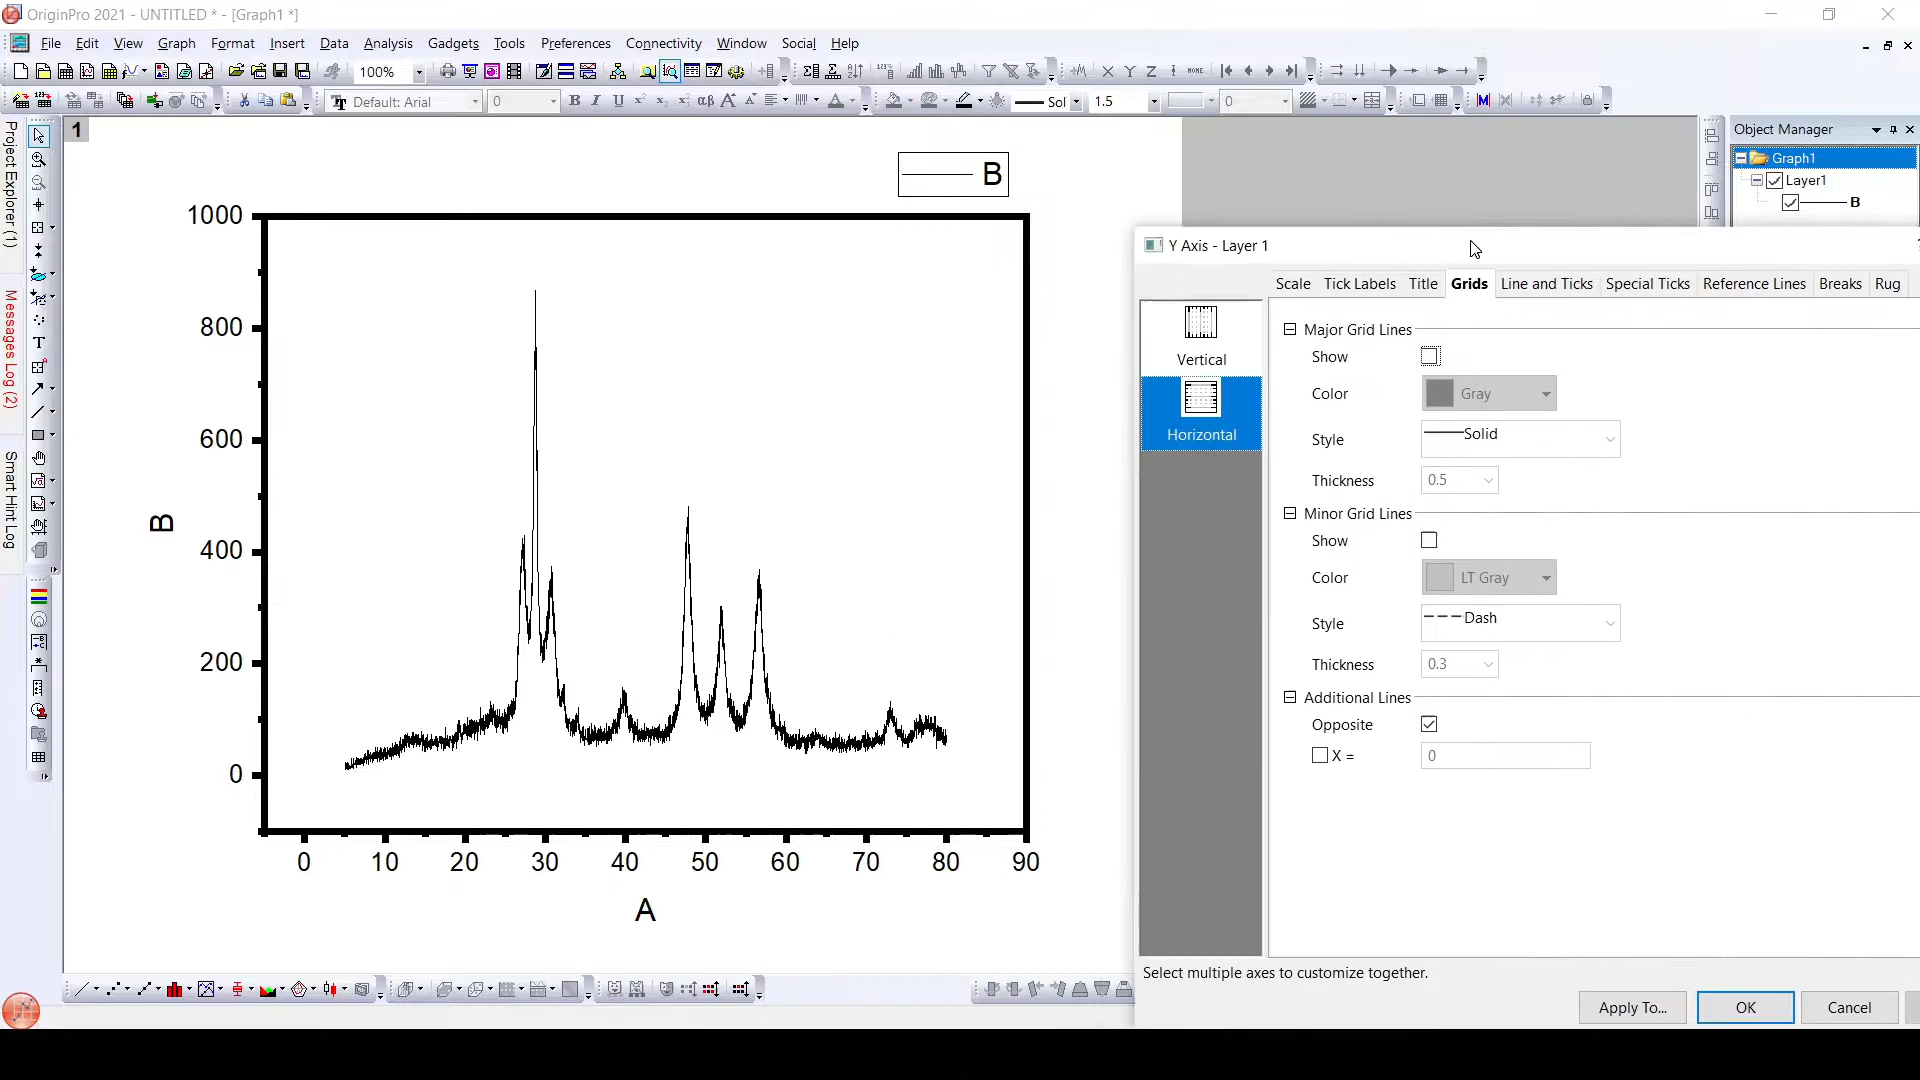 OriginPro 2021 - UNTITLED * - [Graph1 *]
File Edit View Graph Format Insert Data Analysis Gadgets Tools Preferences Connectivity Window Social Help
100%
Default: Arial 0 B I U Sol 1.5 0
Project Explorer (1)
Messages Log (2)
Smart Hint Log
1
B
1000
800
600
400
200
0
B
0 10 20 30 40 50 60 70 80 90
A
Object Manager
Graph1
Layer1
B
Y Axis - Layer 1
Scale Tick Labels Title Grids Line and Ticks Special Ticks Reference Lines Breaks Rug
Vertical
Horizontal
Major Grid Lines
Show
Color Gray
Style Solid
Thickness 0.5
Minor Grid Lines
Show
Color LT Gray
Style Dash
Thickness 0.3
Additional Lines
Opposite
X = 0
Select multiple axes to customize together.
Apply To... OK Cancel